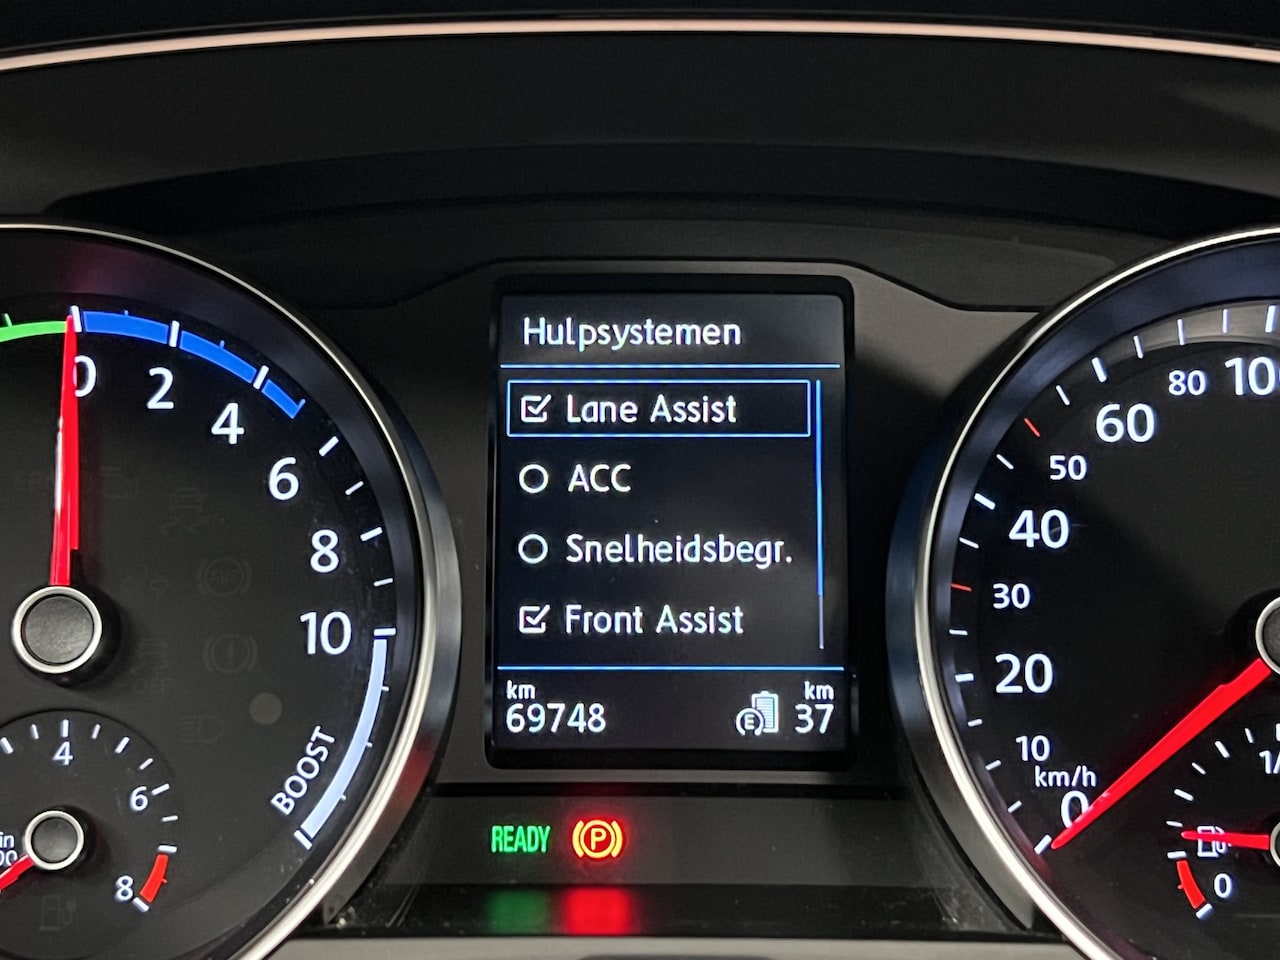 Hulpsystemen
Lane Assist
ACC
Snelheidsbegr.
Front Assist
km
69748
E
km
37
READY
P
0
2
4
6
8
10
BOOST
4
6
8
0
10
20
30
40
50
60
80
km/h
0